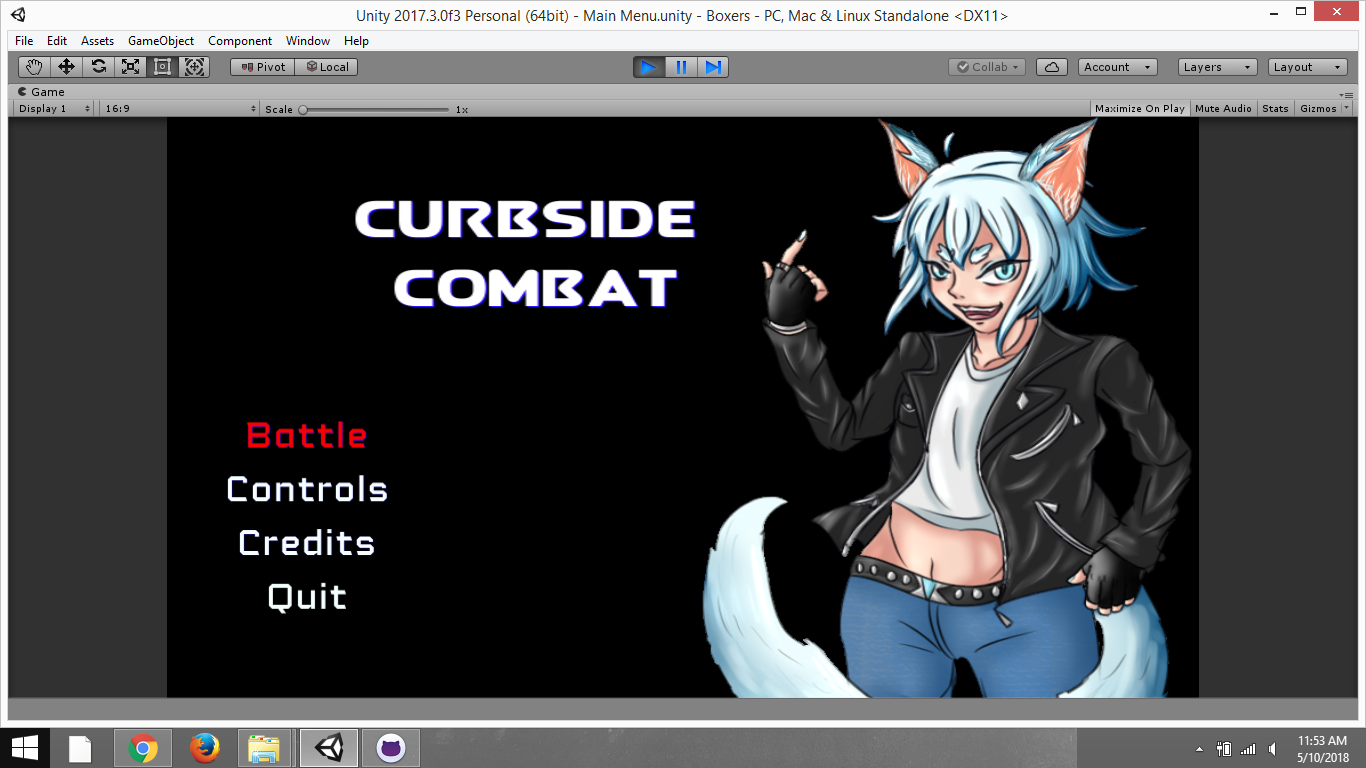 Unity 2017.3.0f3 Personal (64bit) - Main Menu.unity - Boxers - PC, Mac & Linux Standalone <DX11>
File Edit Assets GameObject Component Window Help
Pivot Local Collab Account Layers Layout
Game
Display 1 16:9 Scale 1x Maximize On Play Mute Audio Stats Gizmos
CURBSIDE
COMBAT
Battle
Controls
Credits
Quit
11:53 AM
5/10/2018